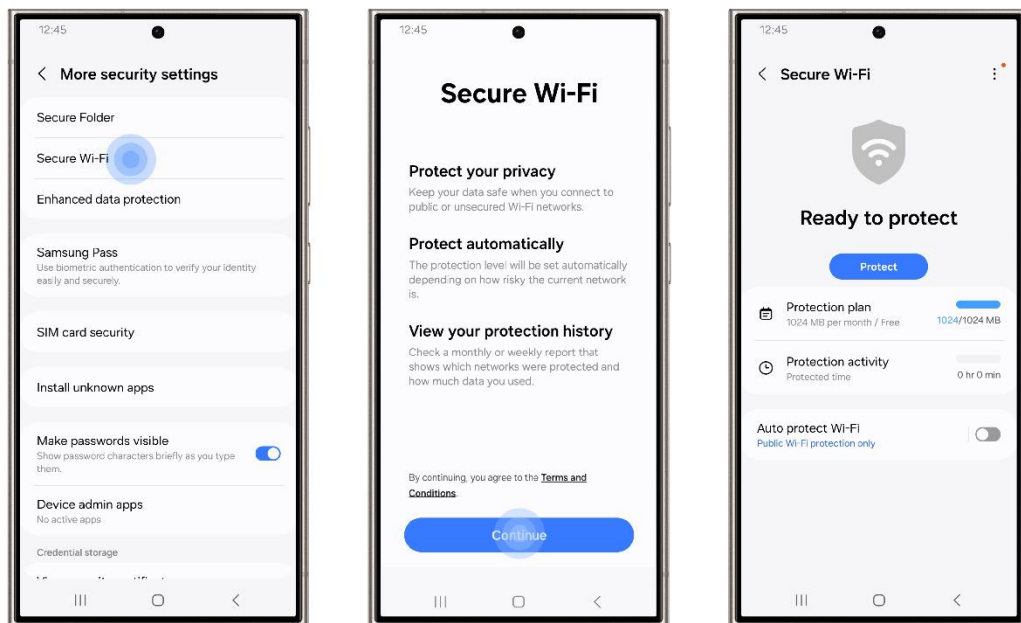 12:45
More security settings
Secure Folder
Secure Wi-Fi
Enhanced data protection
Samsung Pass
Use biometric authentication to verify your identity
easily and securely.
SIM card security
Install unknown apps
Make passwords visible
Show password characters briefly as you type
them.
Device admin apps
No active apps
Credential storage
12:45
Secure Wi-Fi
Protect your privacy
Keep your data safe when you connect to
public or unsecured Wi-Fi networks.
Protect automatically
The protection level will be set automatically
depending on how risky the current network
is.
View your protection history
Check a monthly or weekly report that
shows which networks were protected and
how much data you used.
By continuing, you agree to the Terms and
Conditions.
Continue
12:45
Secure Wi-Fi
Ready to protect
Protect
Protection plan
1024 MB per month / Free
1024/1024 MB
Protection activity
Protected time
0 hr 0 min
Auto protect Wi-Fi
Public Wi-Fi protection only